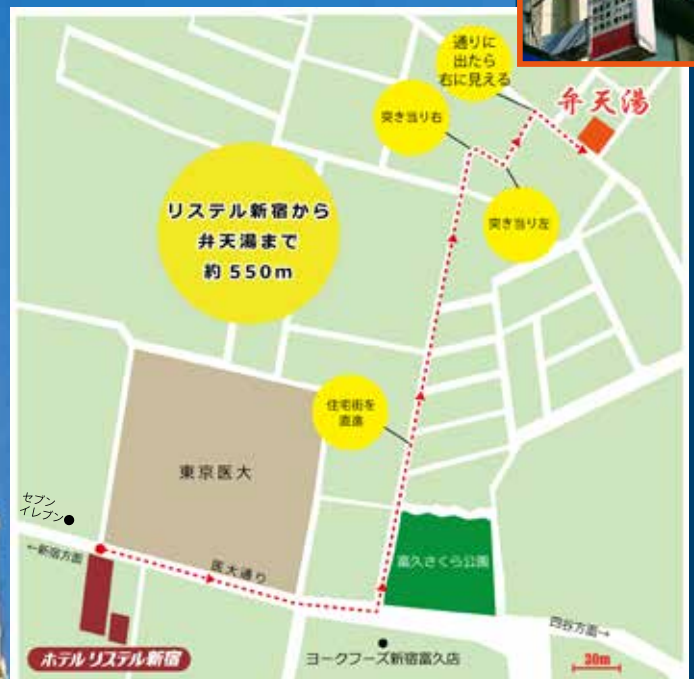 通りに
出たら
右に見える
弁天湯
突き当り右
突き当り左
リステル新宿から
弁天湯まで
約550m
住宅街を
直進
東京医大
セブン
イレブン
←新宿方面
医大通り
富久さくら公園
四谷方面→
ホテル リステル新宿
ヨークフーズ新宿富久店
30m